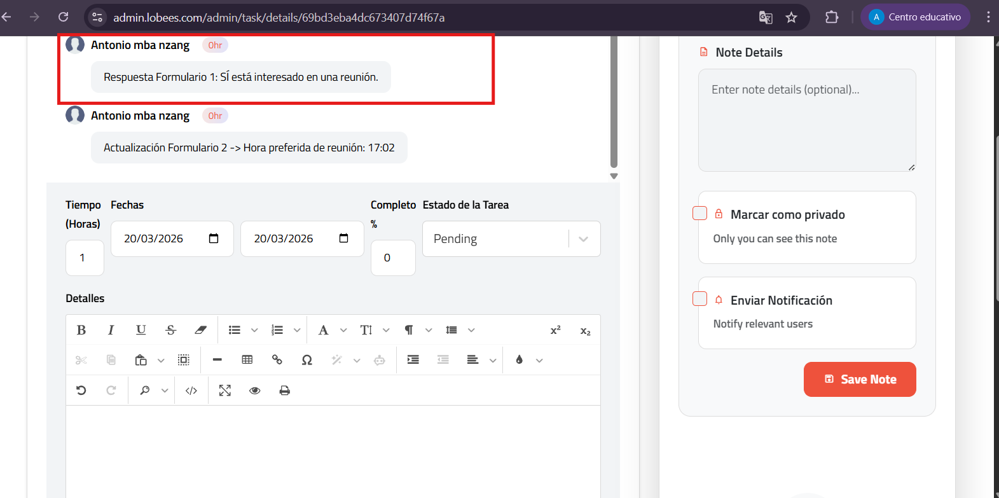 admin.lobees.com/admin/task/details/69bd3eba4dc673407d74f67a
A
Centro educativo
Antonio mba nzang
0hr
Respuesta Formulario 1: SÍ está interesado en una reunión.
Antonio mba nzang
0hr
Actualización Formulario 2 -> Hora preferida de reunión: 17:02
Tiempo
(Horas)
Fechas
Completo
%
Estado de la Tarea
1
20/03/2026
20/03/2026
0
Pending
Detalles
Note Details
Enter note details (optional)...
Marcar como privado
Only you can see this note
Enviar Notificación
Notify relevant users
Save Note